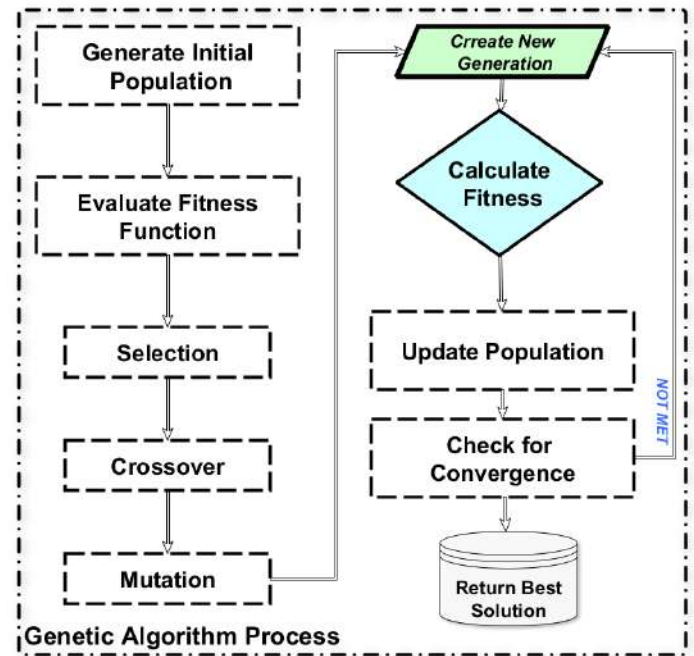 Generate Initial
Population
Evaluate Fitness
Function
Selection
Crossover
Mutation
Crreate New
Generation
Calculate
Fitness
Update Population
Check for
Convergence
NOT MET
Return Best
Solution
Genetic Algorithm Process